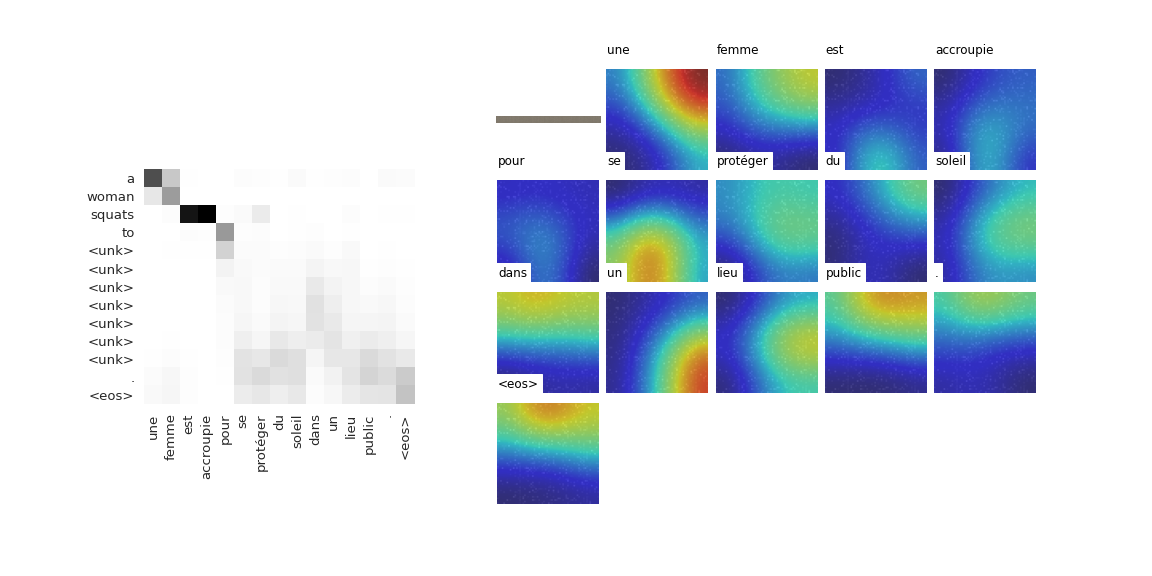 une femme est accroupie
pour se protéger du soleil
a
woman
squats
to
<unk>
<unk>
<unk>
<unk>
<unk>
<unk>
<unk>
.
<eos>
dans un lieu public .
<eos>
une femme est accroupie pour se protéger du soleil dans un lieu public . <eos>